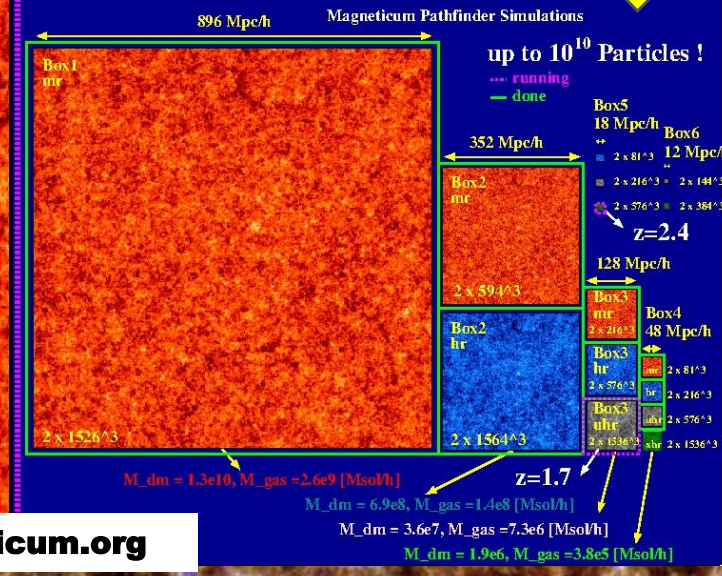 Magneticum Pathfinder Simulations
896 Mpc/h
up to 10^10 Particles !
running
done
Box1
mr
2 x 1526^3
352 Mpc/h
Box2
mr
2 x 594^3
Box2
hr
2 x 1564^3
Box5
18 Mpc/h
2 x 81^3
2 x 216^3
2 x 576^3
Box6
12 Mpc/
2 x 144^3
2 x 384^3
z=2.4
128 Mpc/h
Box3
mr
2 x 216^3
Box3
hr
2 x 576^3
Box3
uhr
2 x 1536^3
Box4
48 Mpc/h
mr 2 x 81^3
hr 2 x 216^3
uhr 2 x 576^3
xhr 2 x 1536^3
z=1.7
M_dm = 1.3e10, M_gas =2.6e9 [Msol/h]
M_dm = 6.9e8, M_gas =1.4e8 [Msol/h]
M_dm = 3.6e7, M_gas =7.3e6 [Msol/h]
M_dm = 1.9e6, M_gas =3.8e5 [Msol/h]
icum.org